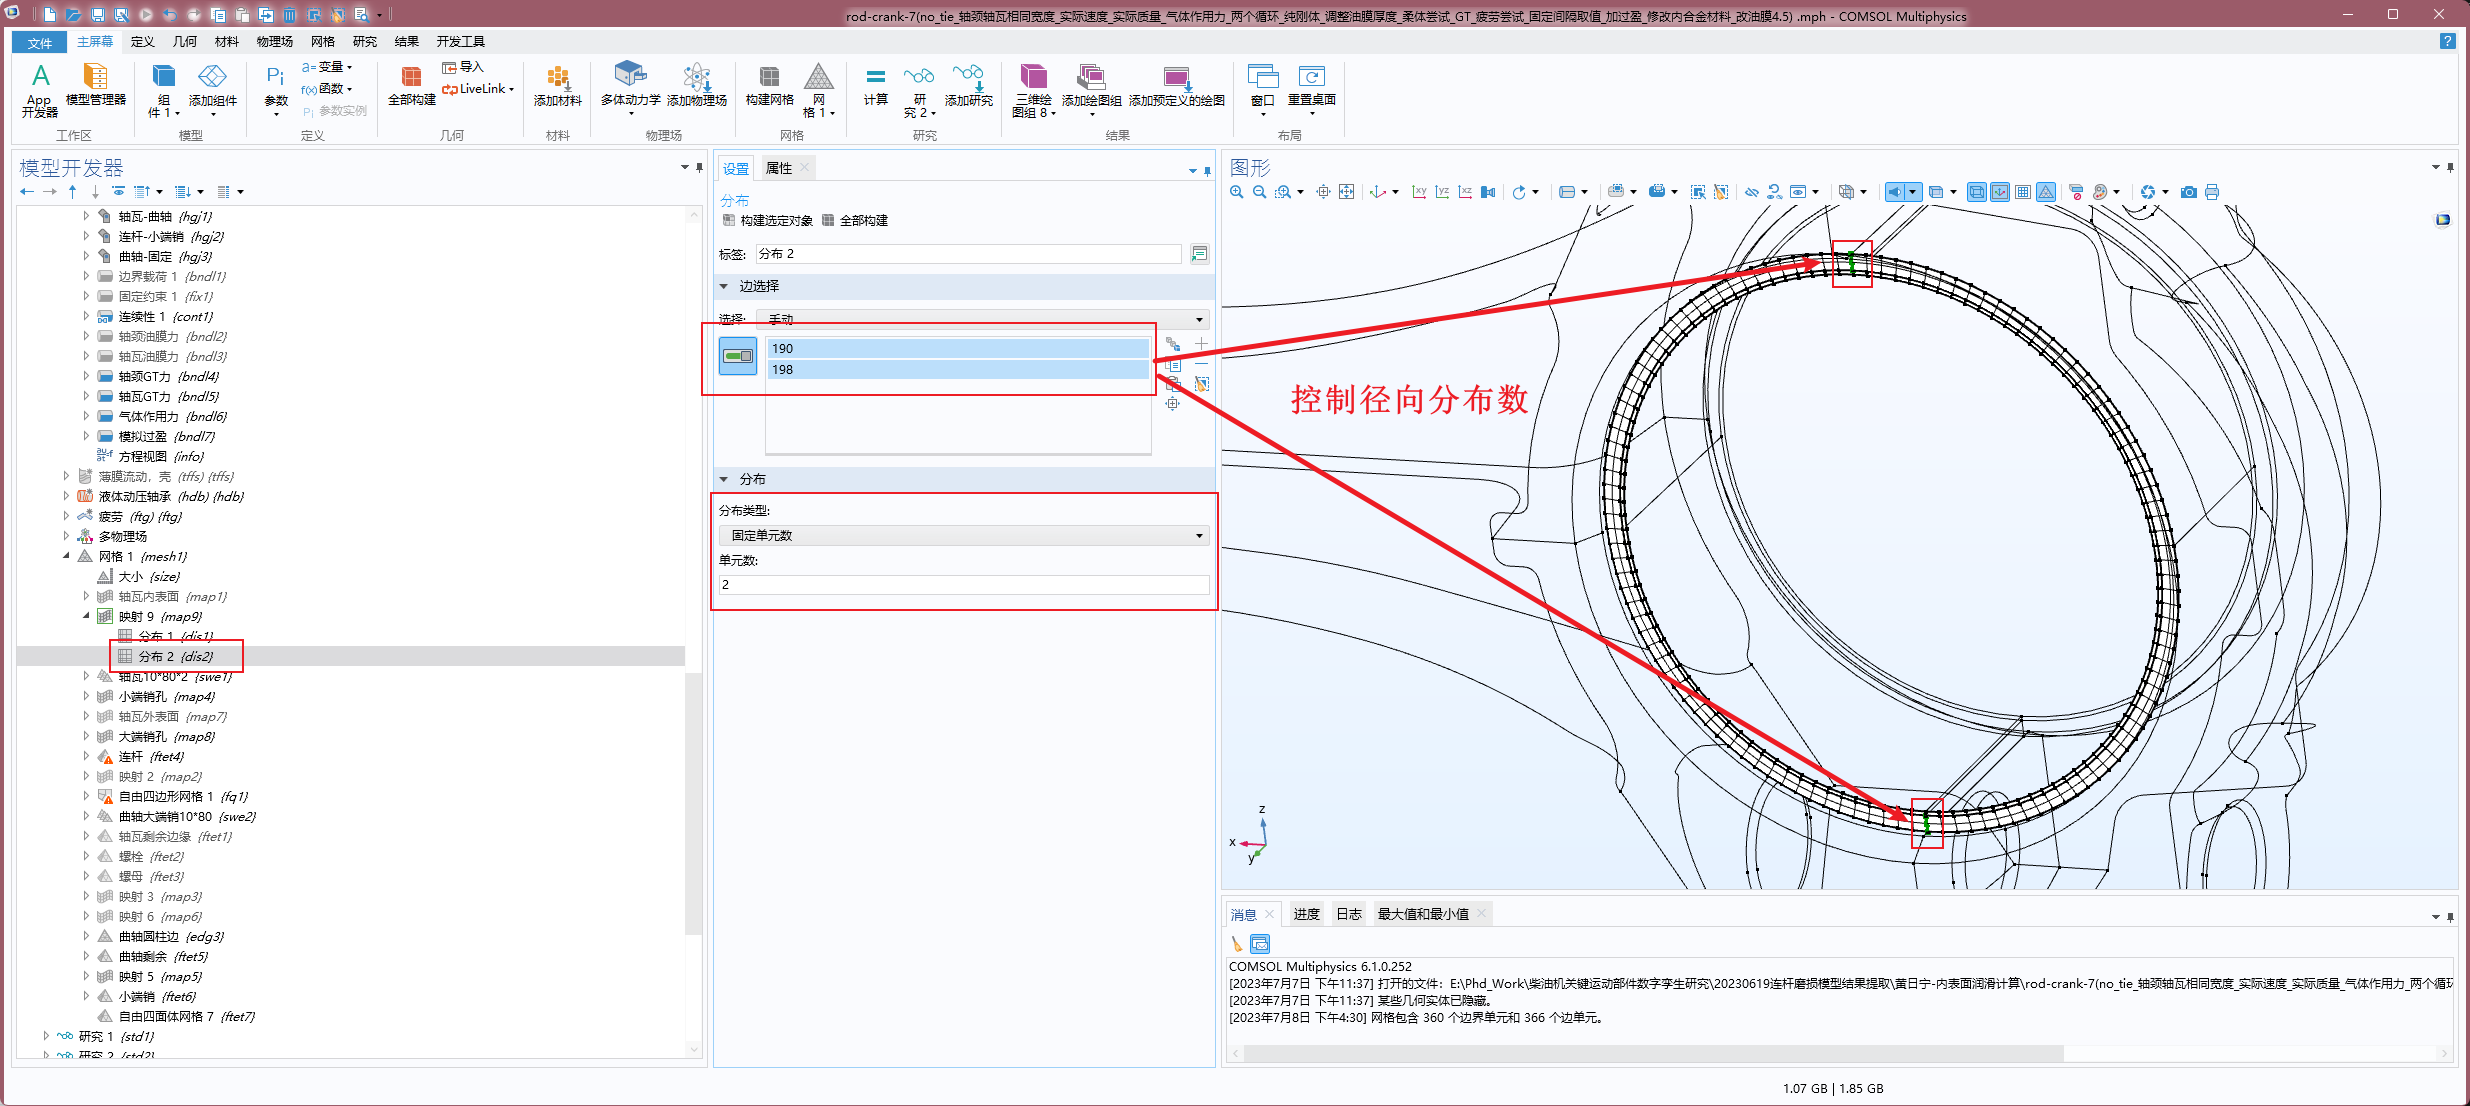 rod-crank-7(no_tie_轴颈轴瓦相同宽度_实际速度_实际质量_气体作用力_两个循环_纯刚体_调整油膜厚度_柔体尝试_GT_疲劳尝试_固定间隔取值_加过盈_修改内合金材料_改油膜4.5) .mph - COMSOL Multiphysics
文件 主屏幕 定义 几何 材料 物理场 网格 研究 结果 开发工具
App 开发器
模型管理器
工作区
组件 1
添加组件
模型
Pi
参数
a= 变量
f(x) 函数
Pi 参数实例
定义
全部构建
导入
LiveLink
几何
添加材料
材料
多体动力学
添加物理场
物理场
构建网格
网格 1
网格
计算
研究 2
添加研究
研究
三维绘图组 8
添加绘图组
添加预定义的绘图
结果
窗口
重置桌面
布局
模型开发器
轴瓦-曲轴 {hgj1}
连杆-小端销 {hgj2}
曲轴-固定 {hgj3}
边界载荷 1 {bndl1}
固定约束 1 {fix1}
连续性 1 {cont1}
轴颈油膜力 {bndl2}
轴瓦油膜力 {bndl3}
轴颈GT力 {bndl4}
轴瓦GT力 {bndl5}
气体作用力 {bndl6}
模拟过盈 {bndl7}
方程视图 {info}
薄膜流动，壳 (tffs) {tffs}
液体动压轴承 (hdb) {hdb}
疲劳 (ftg) {ftg}
多物理场
网格 1 {mesh1}
大小 {size}
轴瓦内表面 {map1}
映射 9 {map9}
分布 1 {dis1}
分布 2 {dis2}
轴瓦10*80*2 {swe1}
小端销孔 {map4}
轴瓦外表面 {map7}
大端销孔 {map8}
连杆 {ftet4}
映射 2 {map2}
自由四边形网格 1 {fq1}
曲轴大端销10*80 {swe2}
轴瓦剩余边缘 {ftet1}
螺栓 {ftet2}
螺母 {ftet3}
映射 3 {map3}
映射 6 {map6}
曲轴圆柱边 {edg3}
曲轴剩余 {ftet5}
映射 5 {map5}
小端销 {ftet6}
自由四面体网格 7 {ftet7}
研究 1 {std1}
研究 2 {std2}
设置 属性
分布
构建选定对象 全部构建
标签: 分布 2
边选择
选择: 手动
190
198
分布
分布类型:
固定单元数
单元数:
2
图形
xy yz xz
控制径向分布数
z
x
y
消息 进度 日志 最大值和最小值
COMSOL Multiphysics 6.1.0.252
[2023年7月7日 下午11:37] 打开的文件：E:\Phd_Work\柴油机关键运动部件数字孪生研究\20230619连杆磨损模型结果提取\黄日宁-内表面润滑计算\rod-crank-7(no_tie_轴颈轴瓦相同宽度_实际速度_实际质量_气体作用力_两个循环
[2023年7月7日 下午11:37] 某些几何实体已隐藏。
[2023年7月8日 下午4:30] 网格包含 360 个边界单元和 366 个边单元。
1.07 GB | 1.85 GB